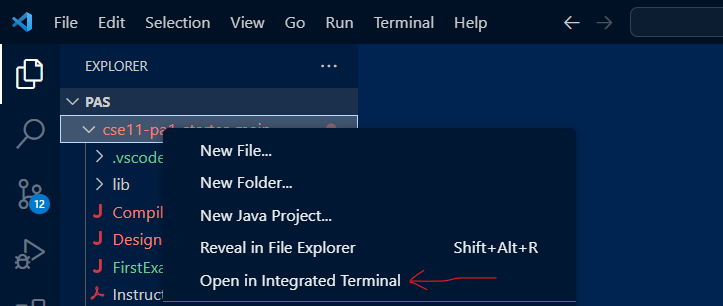 File Edit Selection View Go Run Terminal Help
EXPLORER
PAS
cse11-pa1-starter-main
New File...
.vscode
New Folder...
lib
12
Compil
New Java Project...
Design
Reveal in File Explorer Shift+Alt+R
FirstExa
Open in Integrated Terminal
Instruct